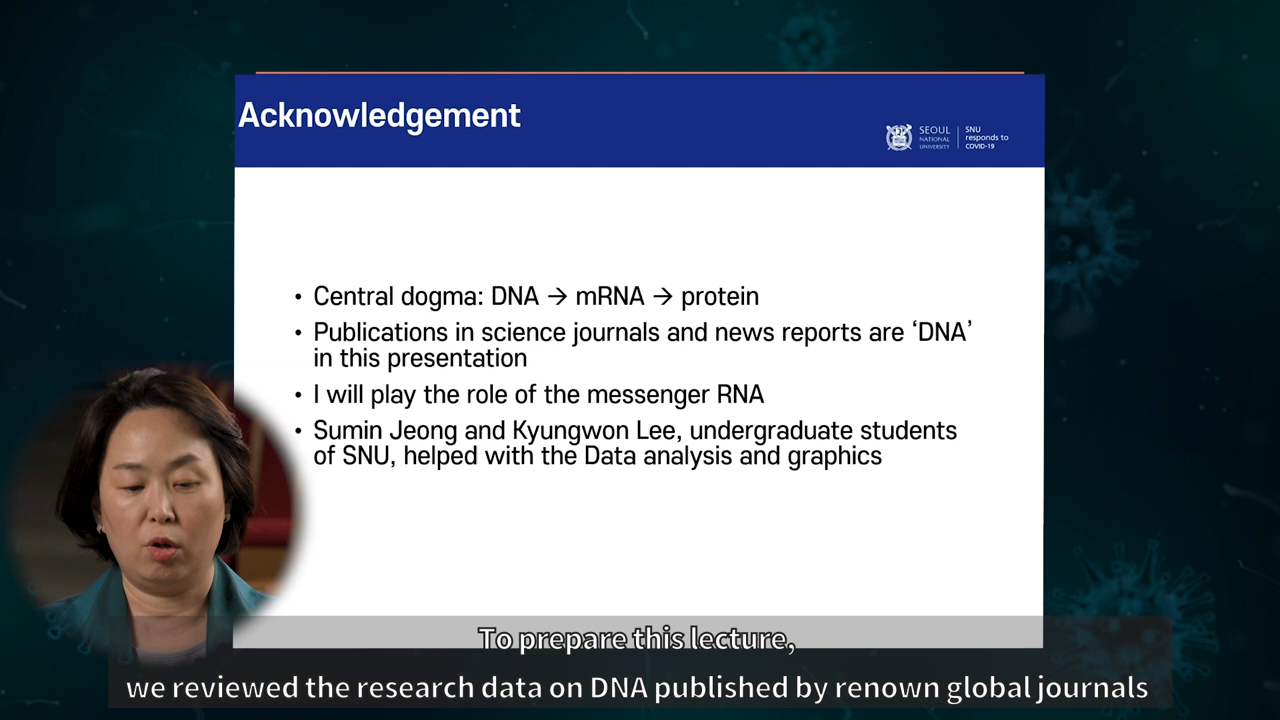 Acknowledgement
SEOUL
NATIONAL
UNIVERSITY
SNU
responds to
COVID-19
• Central dogma: DNA → mRNA → protein
• Publications in science journals and news reports are ‘DNA’
in this presentation
• I will play the role of the messenger RNA
• Sumin Jeong and Kyungwon Lee, undergraduate students
of SNU, helped with the Data analysis and graphics
To prepare this lecture,
we reviewed the research data on DNA published by renown global journals